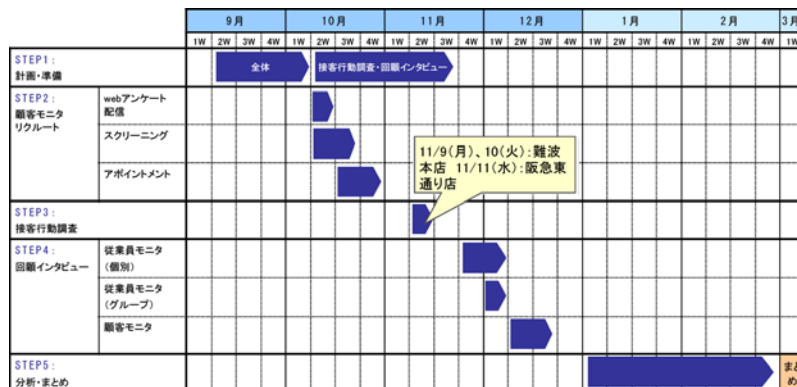 9月 10月 11月 12月 1月 2月 3月
1W 2W 3W 4W 1W 2W 3W 4W 1W 2W 3W 4W 1W 2W 3W 4W 1W 2W 3W 4W 1W 2W 3W 4W 1W
STEP1:
計画・準備
全体
接客行動調査・回顧インタビュー
STEP2:
顧客モニタ
リクルート
webアンケート
配信
スクリーニング
アポイントメント
11/9(月)、10(火):難波
本店 11/11(水):阪急東
通り店
STEP3:
接客行動調査
STEP4:
回顧インタビュー
従業員モニタ
(個別)
従業員モニタ
(グループ)
顧客モニタ
STEP5:
分析・まとめ
まと
め